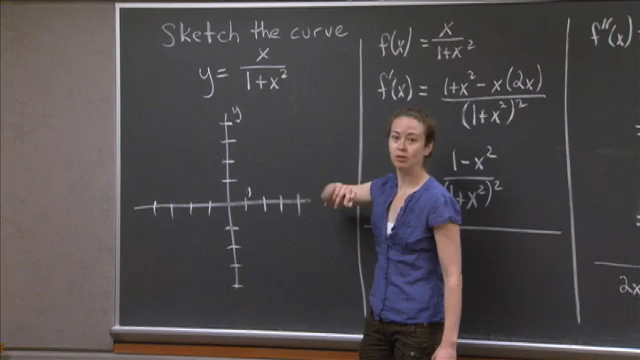 Sketch the curve
y = x/(1+x²)
y
1
f(x) = x/(1+x²)
f'(x) = (1+x² - x(2x))/(1+x²)²
(1-x²)/(1+x²)²
f''(x)
=
=
2x